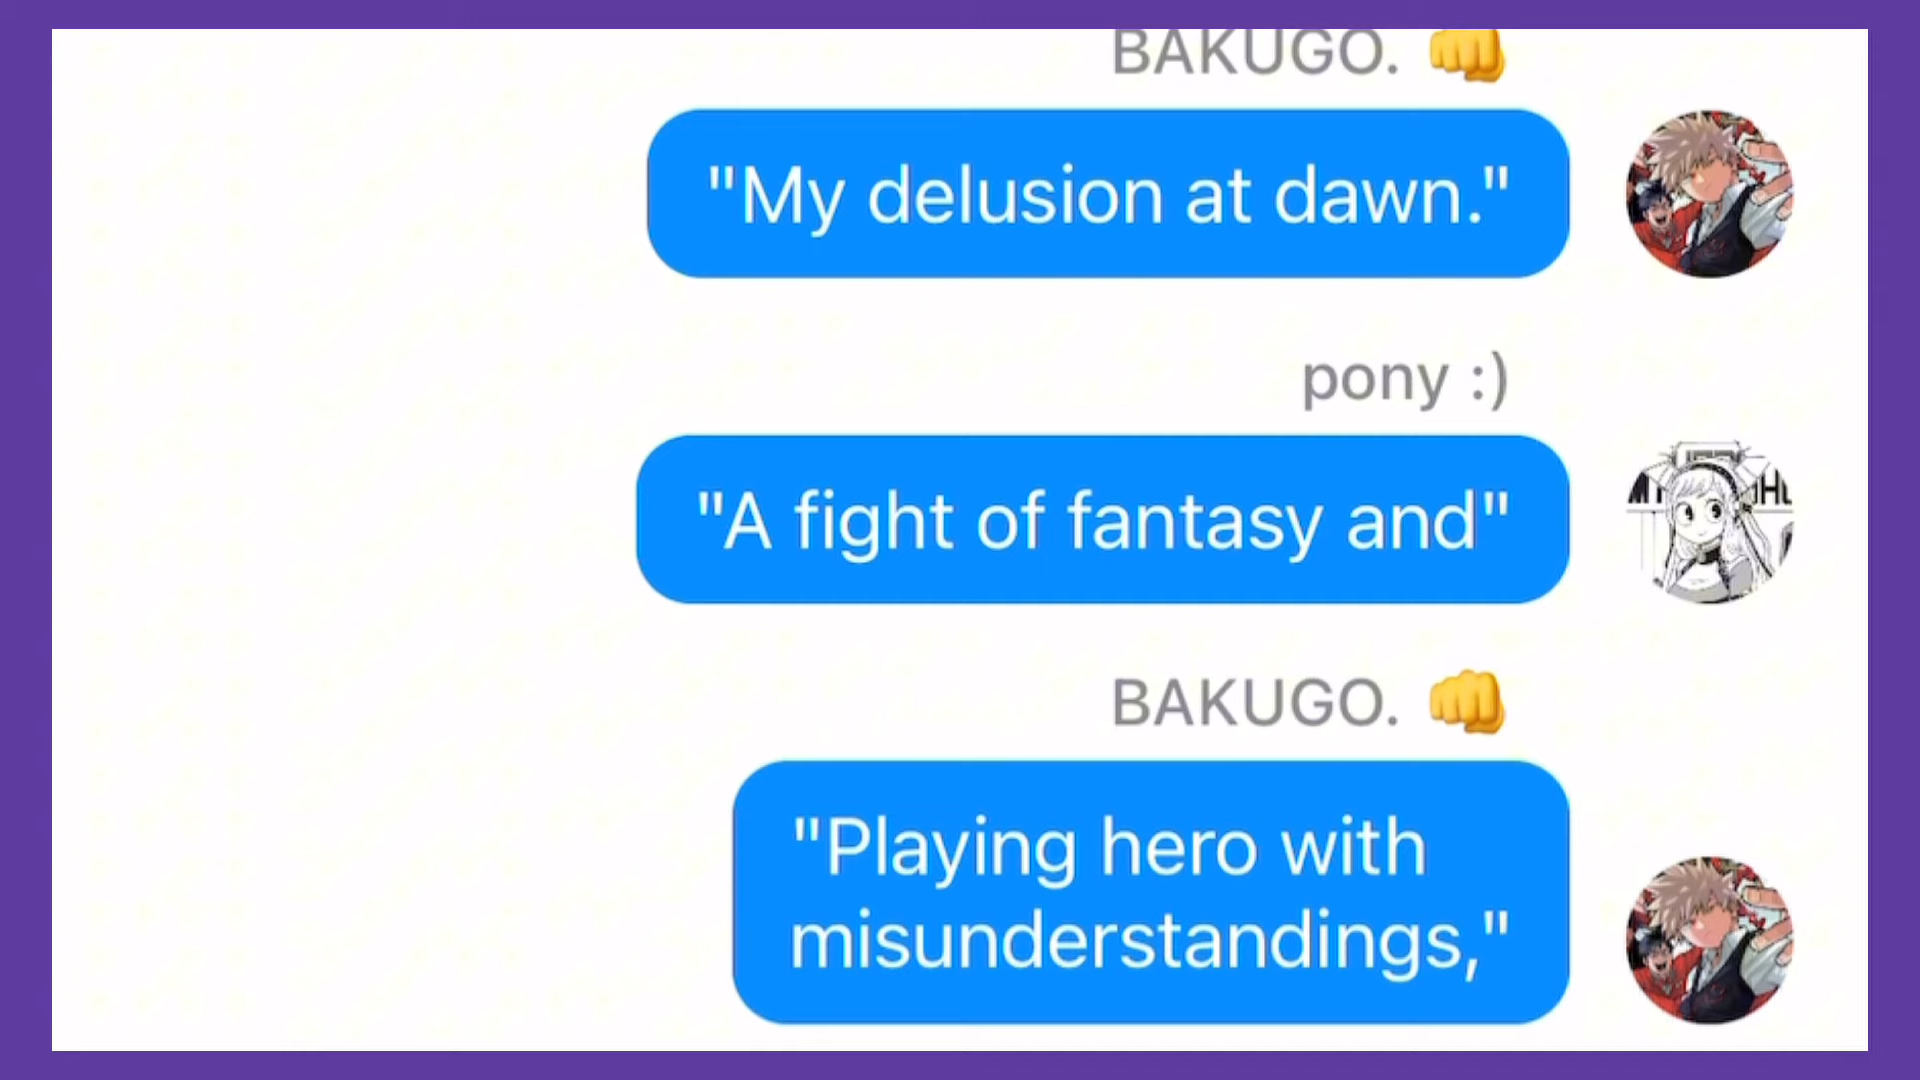 BAKUGO. 👊
"My delusion at dawn."
pony :)
"A fight of fantasy and"
BAKUGO. 👊
"Playing hero with
misunderstandings,"